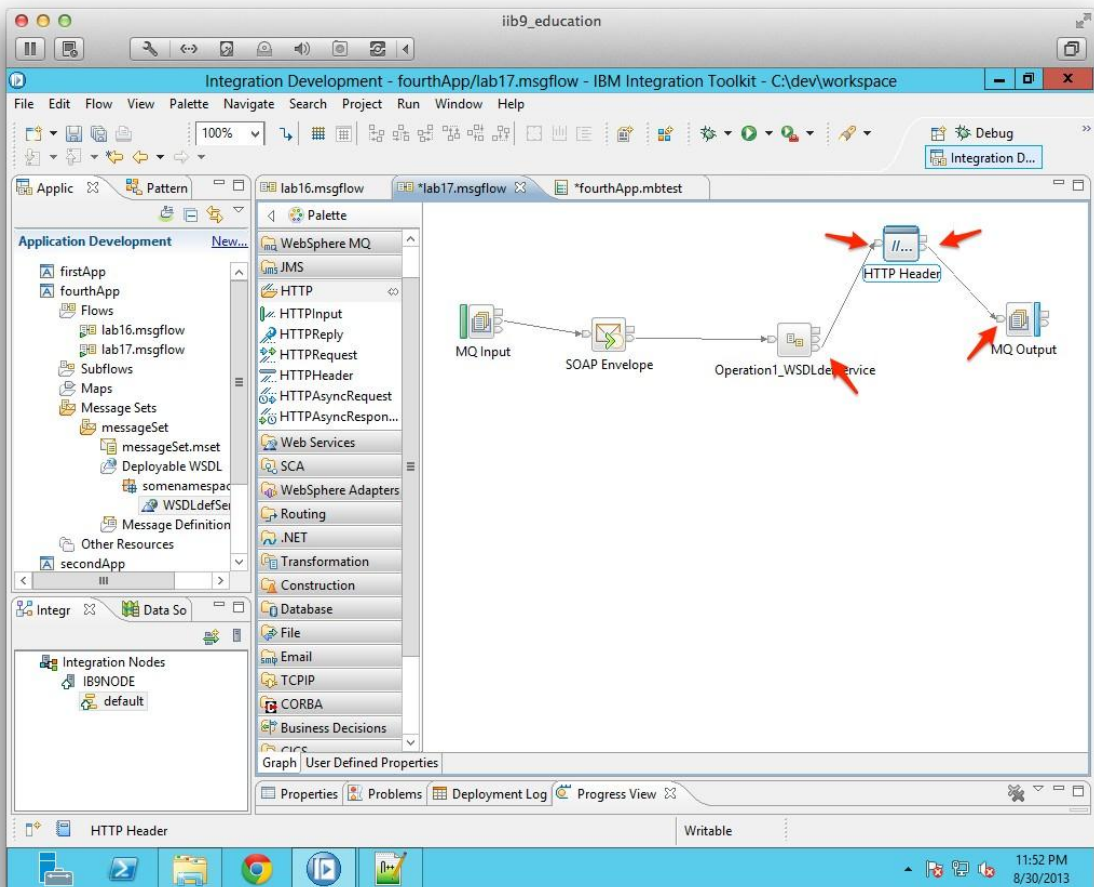 iib9_education
Integration Development - fourthApp/lab17.msgflow - IBM Integration Toolkit - C:\dev\workspace
File Edit Flow View Palette Navigate Search Project Run Window Help
100%
Debug
Integration D...
Applic
Pattern
lab16.msgflow
*lab17.msgflow
*fourthApp.mbtest
Application Development New...
firstApp
fourthApp
Flows
lab16.msgflow
lab17.msgflow
Subflows
Maps
Message Sets
messageSet
messageSet.mset
Deployable WSDL
somenamespac
WSDLdefSer
Message Definition
Other Resources
secondApp
Integr
Data So
Integration Nodes
IB9NODE
default
Palette
WebSphere MQ
JMS
HTTP
HTTPInput
HTTPReply
HTTPRequest
HTTPHeader
HTTPAsyncRequest
HTTPAsyncRespon...
Web Services
SCA
WebSphere Adapters
Routing
.NET
Transformation
Construction
Database
File
Email
TCPIP
CORBA
Business Decisions
CICS
MQ Input
SOAP Envelope
HTTP Header
MQ Output
Graph User Defined Properties
Properties Problems Deployment Log Progress View
HTTP Header
Writable
11:52 PM
8/30/2013